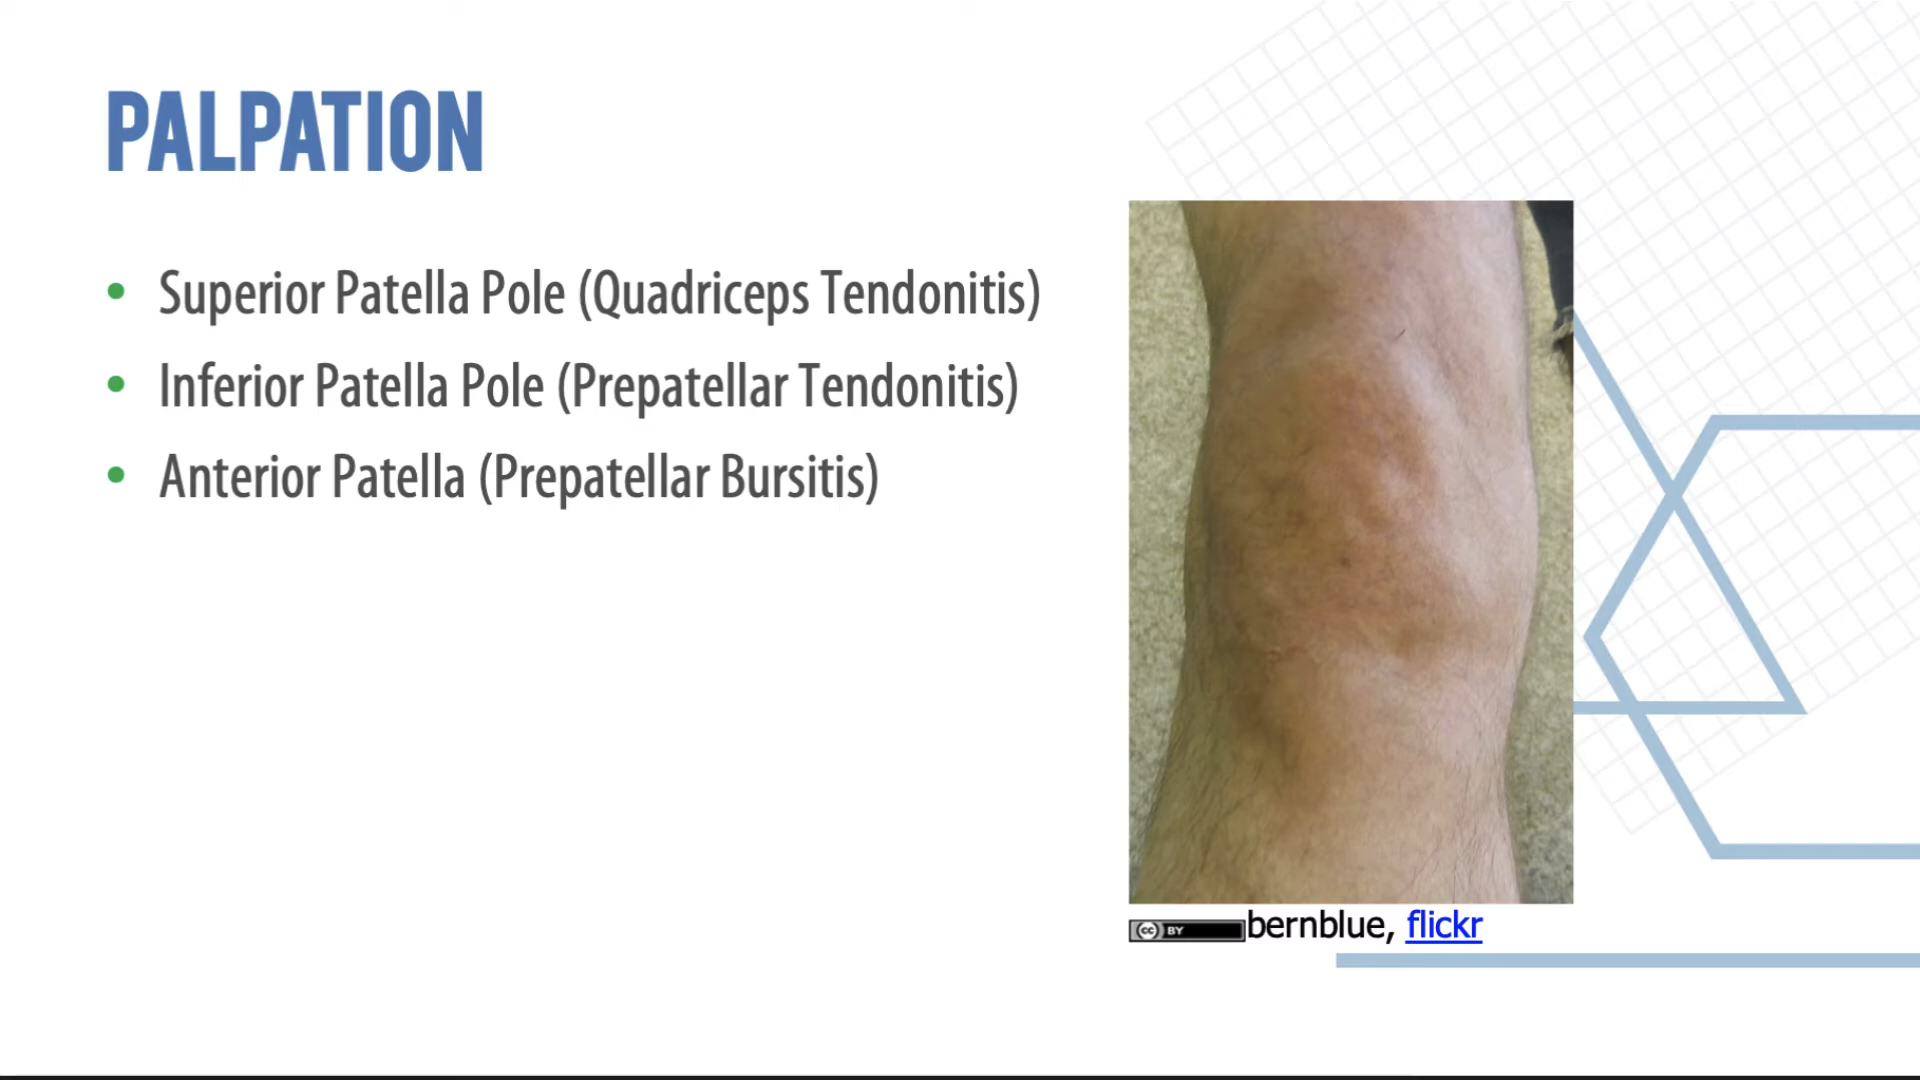 PALPATION
• Superior Patella Pole (Quadriceps Tendonitis)
• Inferior Patella Pole (Prepatellar Tendonitis)
• Anterior Patella (Prepatellar Bursitis)
cc BY bernblue, flickr